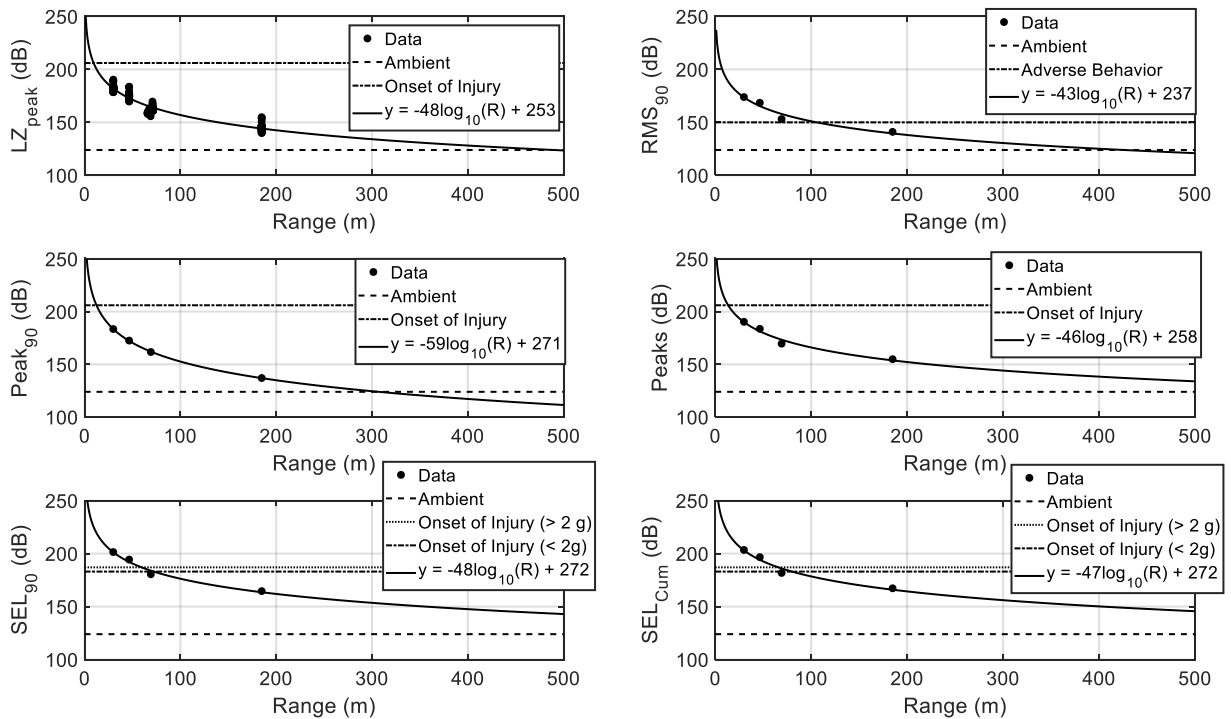 250
200
150
100
LZpeak (dB)
0 100 200 300 400 500
Range (m)
Data
Ambient
Onset of Injury
y = -48log10(R) + 253
250
200
150
100
RMS90 (dB)
0 100 200 300 400 500
Range (m)
Data
Ambient
Adverse Behavior
y = -43log10(R) + 237
250
200
150
100
Peak90 (dB)
0 100 200 300 400 500
Range (m)
Data
Ambient
Onset of Injury
y = -59log10(R) + 271
250
200
150
100
Peaks (dB)
0 100 200 300 400 500
Range (m)
Data
Ambient
Onset of Injury
y = -46log10(R) + 258
250
200
150
100
SEL90 (dB)
0 100 200 300 400 500
Range (m)
Data
Ambient
Onset of Injury (> 2 g)
Onset of Injury (< 2g)
y = -48log10(R) + 272
250
200
150
100
SELCum (dB)
0 100 200 300 400 500
Range (m)
Data
Ambient
Onset of Injury (> 2 g)
Onset of Injury (< 2g)
y = -47log10(R) + 272